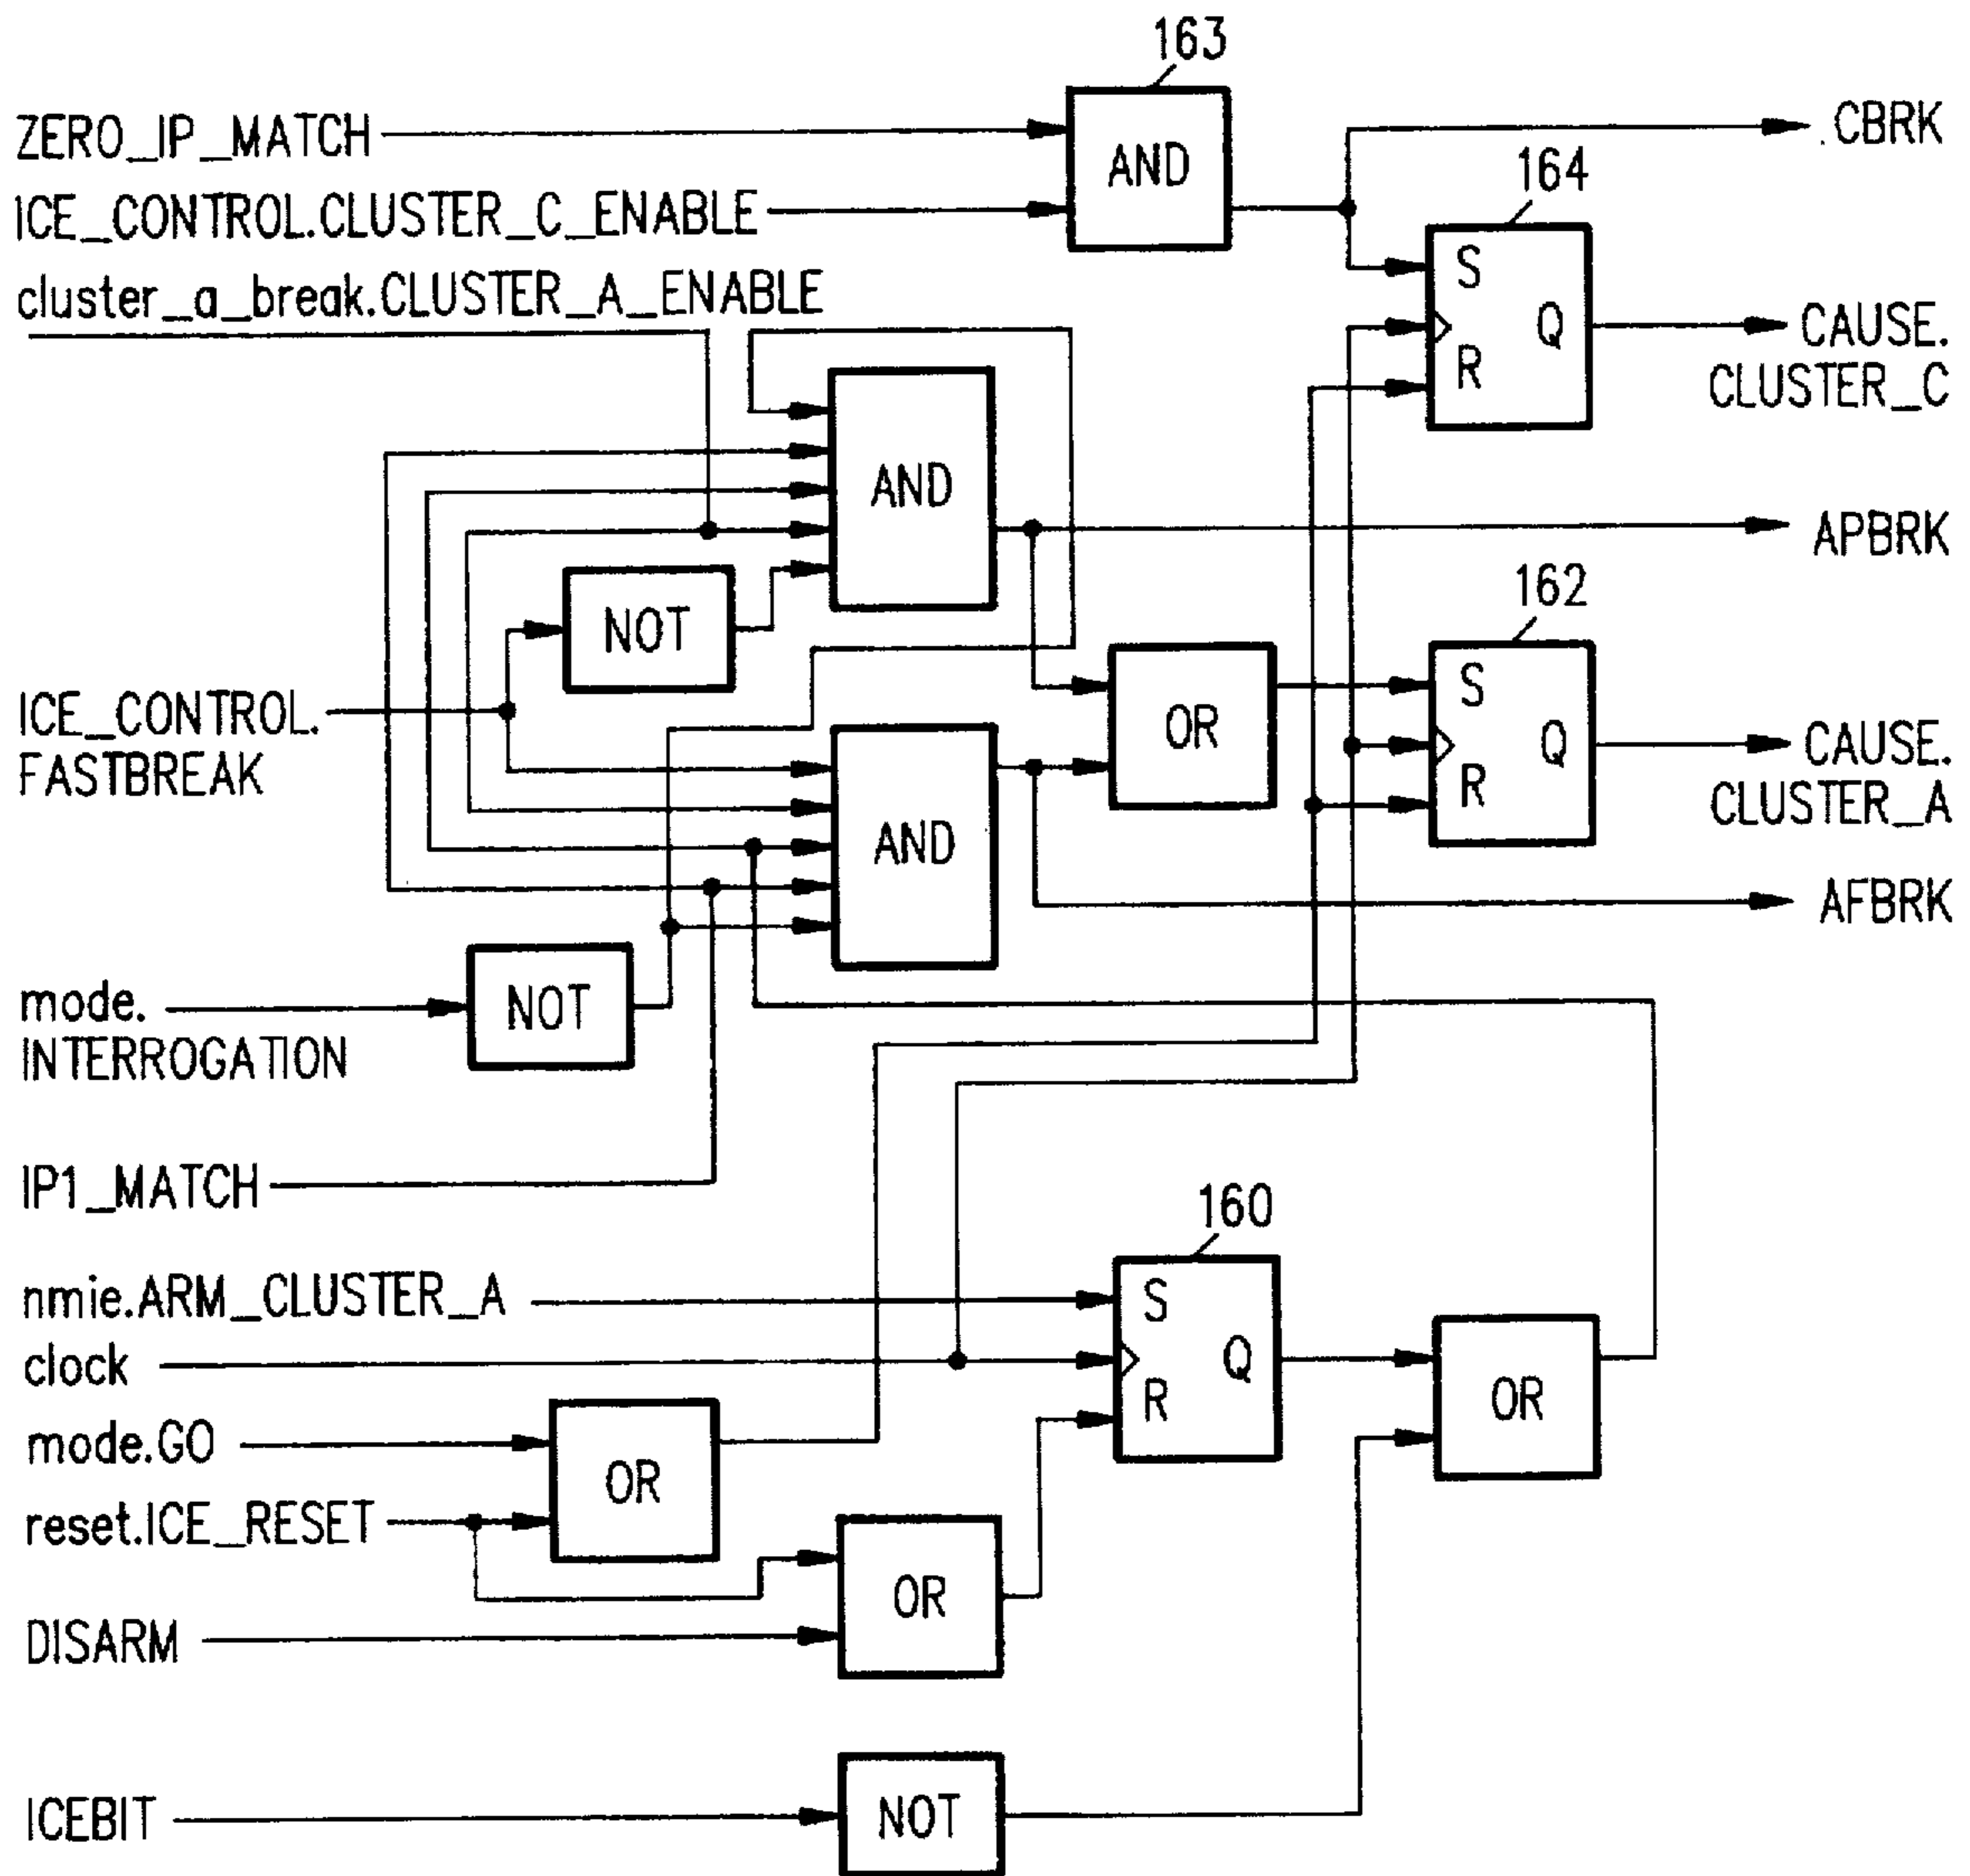 163
ZERO_IP_MATCH
AND
.CBRK
164
ICE_CONTROL.CLUSTER_C_ENABLE
S
Q
R
cluster_a_break.CLUSTER_A_ENABLE
CAUSE.
CLUSTER_C
AND
APBRK
NOT
162
ICE_CONTROL.
FASTBREAK
OR
S
Q
R
CAUSE.
CLUSTER_A
AND
AFBRK
mode.
INTERROGATION
NOT
IP1_MATCH
160
nmie.ARM_CLUSTER_A
S
Q
R
clock
OR
mode.GO
OR
reset.ICE_RESET
OR
DISARM
ICEBIT
NOT